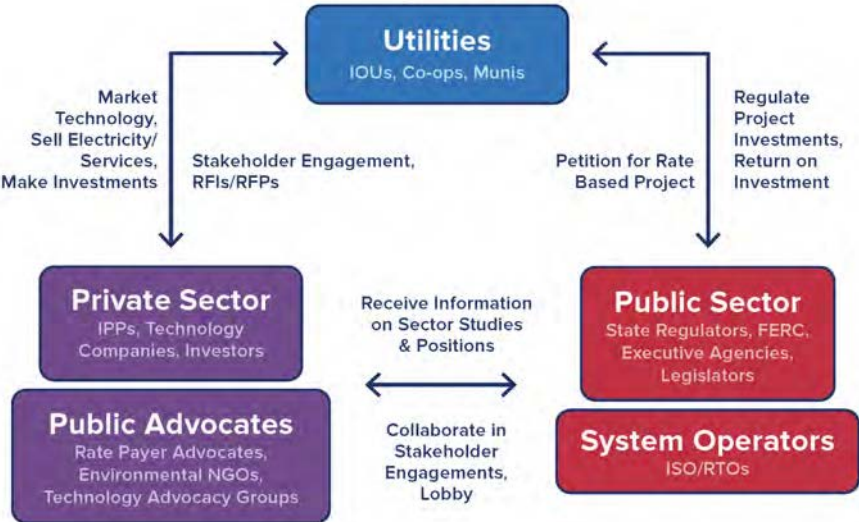 Utilities
IOUs, Co-ops, Munis
Market
Technology,
Sell Electricity/
Services,
Make Investments
Stakeholder Engagement,
RFIs/RFPs
Petition for Rate
Based Project
Regulate
Project
Investments,
Return on
Investment
Private Sector
IPPs, Technology
Companies, Investors
Public Advocates
Rate Payer Advocates,
Environmental NGOs,
Technology Advocacy Groups
Receive Information
on Sector Studies
& Positions
Collaborate in
Stakeholder
Engagements,
Lobby
Public Sector
State Regulators, FERC,
Executive Agencies,
Legislators
System Operators
ISO/RTOs